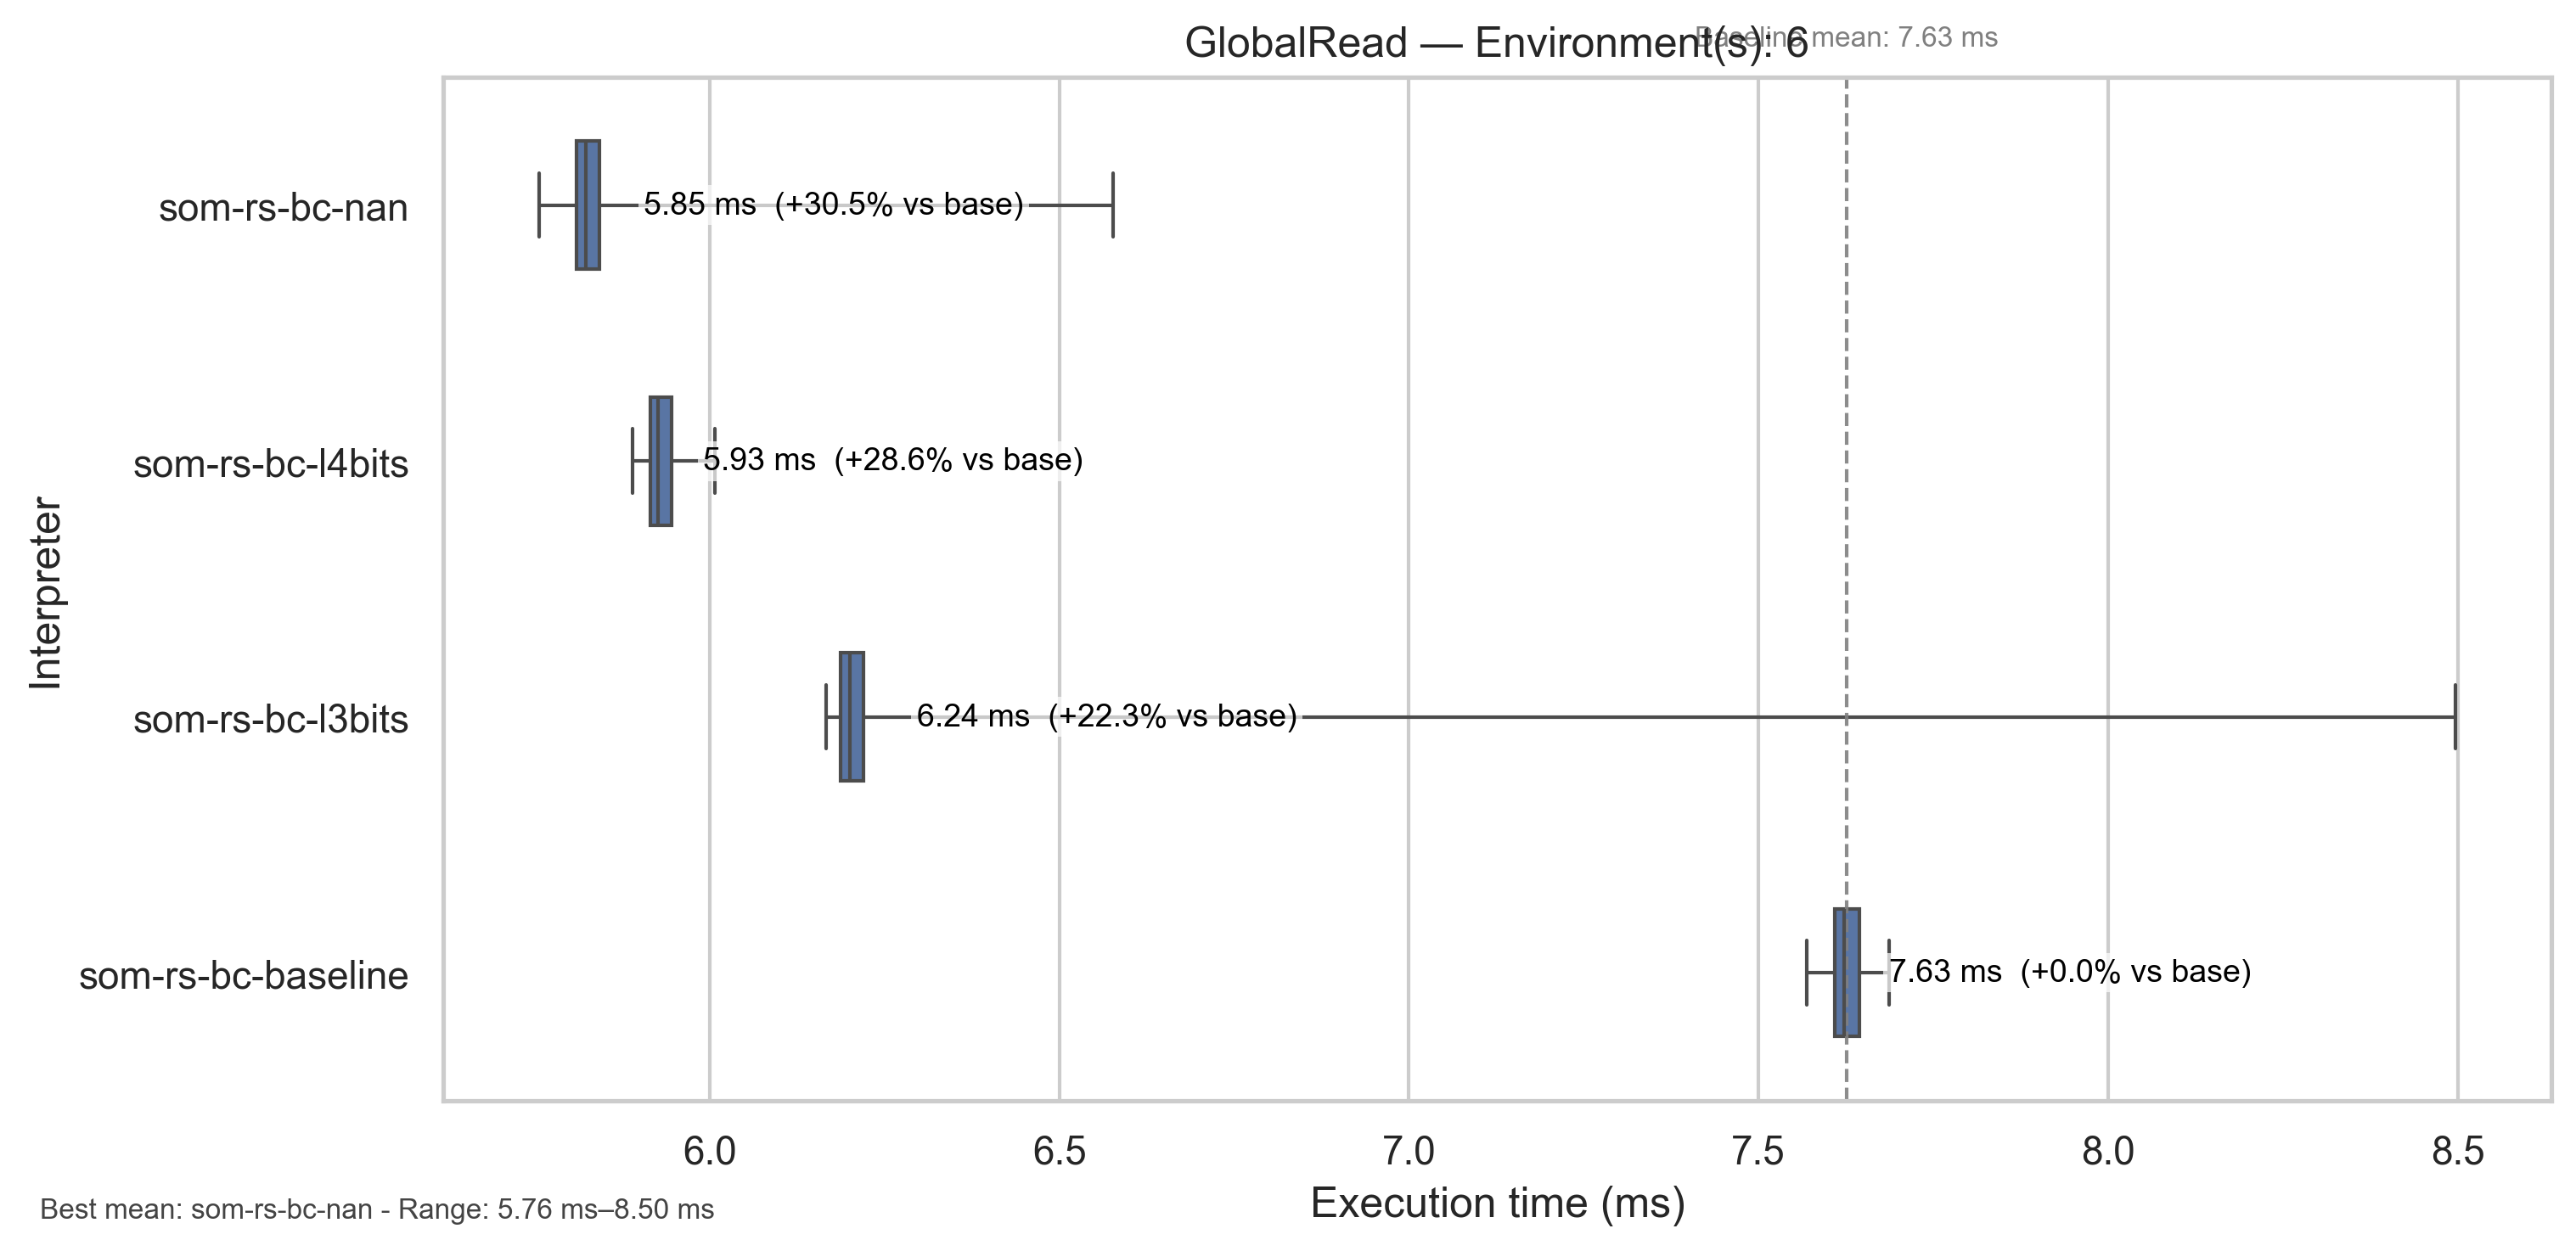 GlobalRead — Environment(s): 6
Baseline mean: 7.63 ms
som-rs-bc-nan
5.85 ms (+30.5% vs base)
som-rs-bc-l4bits
5.93 ms (+28.6% vs base)
Interpreter
som-rs-bc-l3bits
6.24 ms (+22.3% vs base)
som-rs-bc-baseline
7.63 ms (+0.0% vs base)
6.0 6.5 7.0 7.5 8.0 8.5
Execution time (ms)
Best mean: som-rs-bc-nan - Range: 5.76 ms–8.50 ms